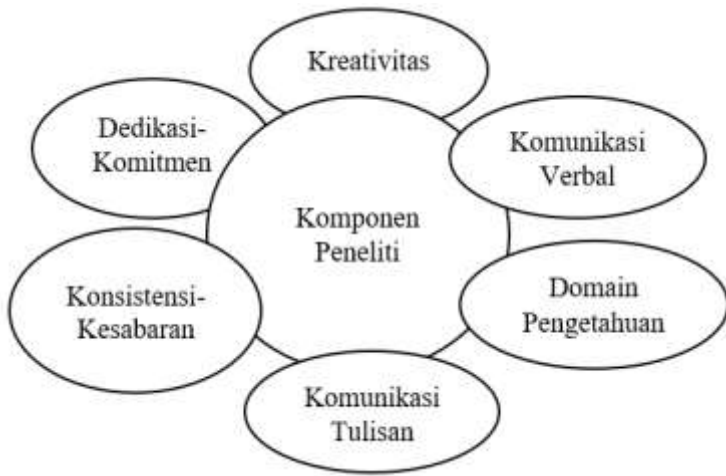 Kreativitas
Dedikasi-
Komitmen
Komunikasi
Verbal
Komponen
Peneliti
Konsistensi-
Kesabaran
Domain
Pengetahuan
Komunikasi
Tulisan